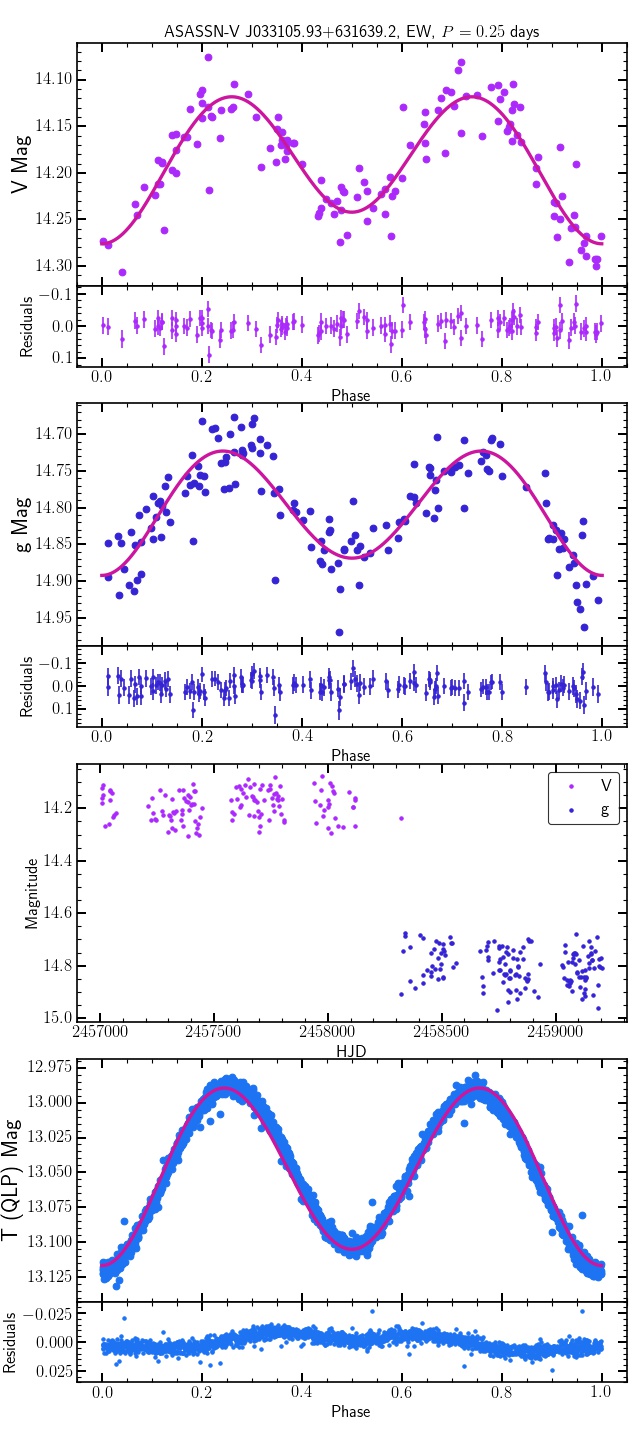 ASASSN-V J033105.93+631639.2, EW, P = 0.25 days
V Mag
14.10
14.15
14.20
14.25
14.30
Residuals
−0.1
0.0
0.1
0.0 0.2 0.4 0.6 0.8 1.0
Phase
g Mag
14.70
14.75
14.80
14.85
14.90
14.95
Residuals
−0.1
0.0
0.1
0.0 0.2 0.4 0.6 0.8 1.0
Phase
Magnitude
14.2
14.4
14.6
14.8
15.0
V
g
2457000 2457500 2458000 2458500 2459000
HJD
T (QLP) Mag
12.975
13.000
13.025
13.050
13.075
13.100
13.125
Residuals
−0.025
0.000
0.025
0.0 0.2 0.4 0.6 0.8 1.0
Phase